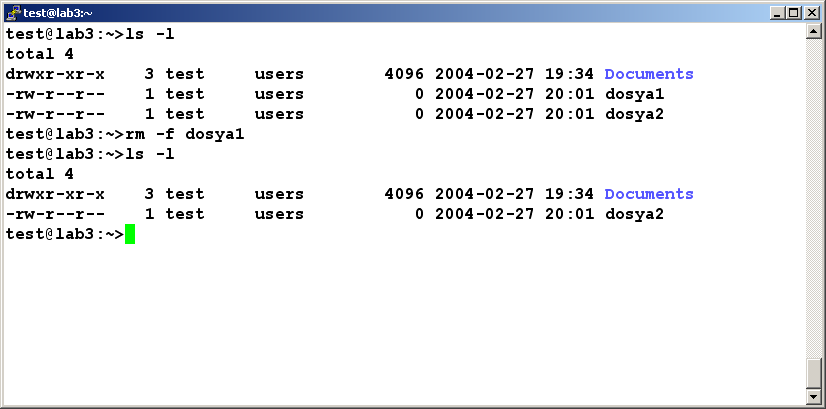 test@lab3:~
test@lab3:~>ls -l
total 4
drwxr-xr-x    3 test     users        4096 2004-02-27 19:34 Documents
-rw-r--r--    1 test     users           0 2004-02-27 20:01 dosya1
-rw-r--r--    1 test     users           0 2004-02-27 20:01 dosya2
test@lab3:~>rm -f dosya1
test@lab3:~>ls -l
total 4
drwxr-xr-x    3 test     users        4096 2004-02-27 19:34 Documents
-rw-r--r--    1 test     users           0 2004-02-27 20:01 dosya2
test@lab3:~>